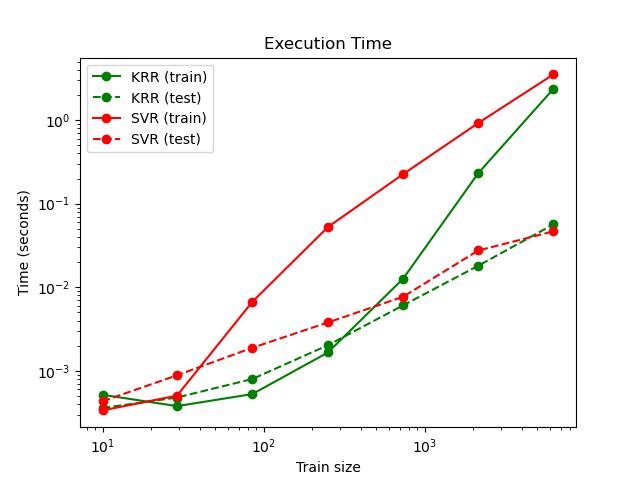 Execution Time
KRR (train)
KRR (test)
SVR (train)
SVR (test)
Time (seconds)
10⁰
10⁻¹
10⁻²
10⁻³
10¹
10²
10³
Train size